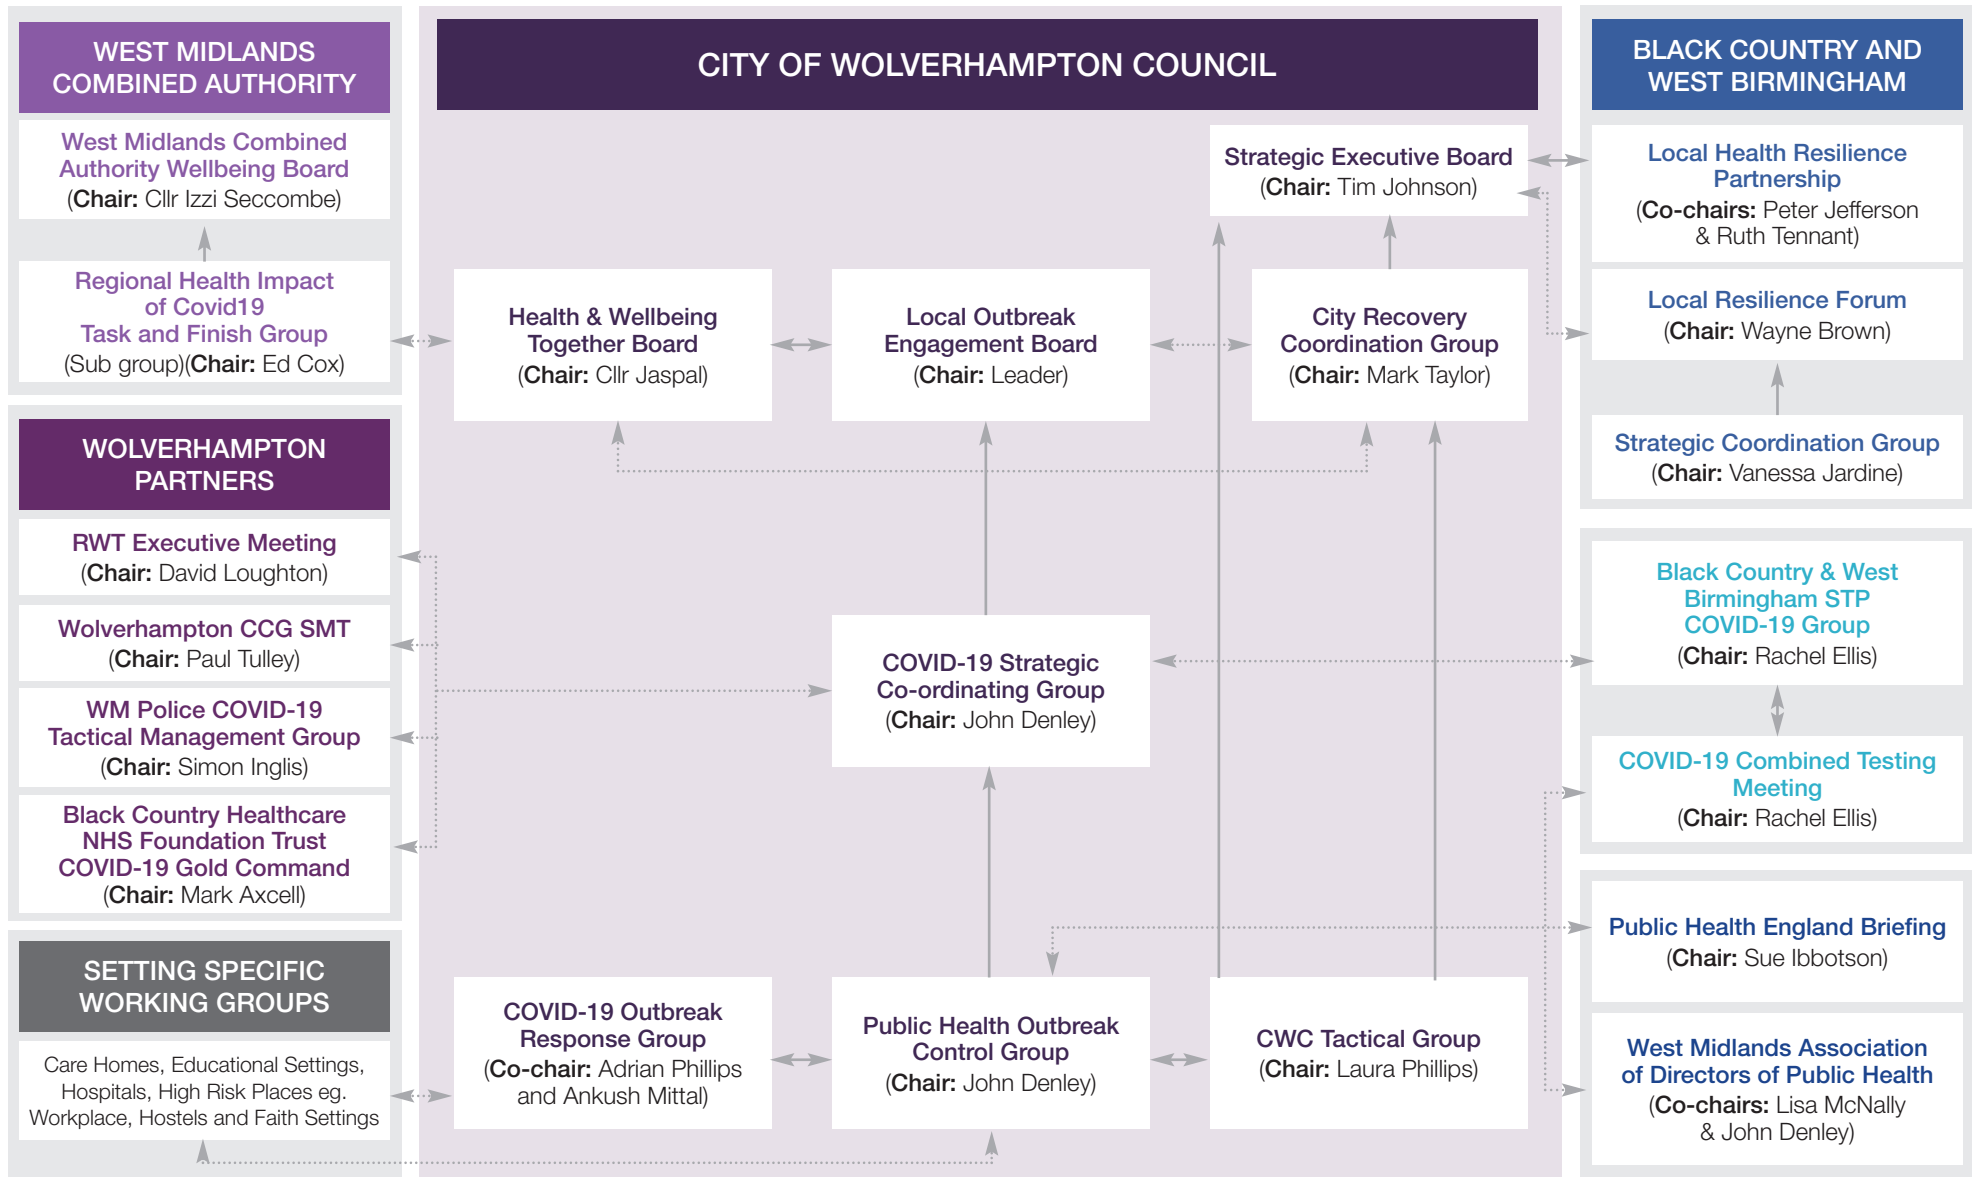 WEST MIDLANDS
COMBINED AUTHORITY
West Midlands Combined
Authority Wellbeing Board
(Chair: Cllr Izzi Seccombe)
Regional Health Impact
of Covid19
Task and Finish Group
(Sub group)(Chair: Ed Cox)
WOLVERHAMPTON
PARTNERS
RWT Executive Meeting
(Chair: David Loughton)
Wolverhampton CCG SMT
(Chair: Paul Tulley)
WM Police COVID-19
Tactical Management Group
(Chair: Simon Inglis)
Black Country Healthcare
NHS Foundation Trust
COVID-19 Gold Command
(Chair: Mark Axcell)
SETTING SPECIFIC
WORKING GROUPS
Care Homes, Educational Settings,
Hospitals, High Risk Places eg.
Workplace, Hostels and Faith Settings
CITY OF WOLVERHAMPTON COUNCIL
Strategic Executive Board
(Chair: Tim Johnson)
Health & Wellbeing
Together Board
(Chair: Cllr Jaspal)
Local Outbreak
Engagement Board
(Chair: Leader)
City Recovery
Coordination Group
(Chair: Mark Taylor)
COVID-19 Strategic
Co-ordinating Group
(Chair: John Denley)
COVID-19 Outbreak
Response Group
(Co-chair: Adrian Phillips
and Ankush Mittal)
Public Health Outbreak
Control Group
(Chair: John Denley)
CWC Tactical Group
(Chair: Laura Phillips)
BLACK COUNTRY AND
WEST BIRMINGHAM
Local Health Resilience
Partnership
(Co-chairs: Peter Jefferson
& Ruth Tennant)
Local Resilience Forum
(Chair: Wayne Brown)
Strategic Coordination Group
(Chair: Vanessa Jardine)
Black Country & West
Birmingham STP
COVID-19 Group
(Chair: Rachel Ellis)
COVID-19 Combined Testing
Meeting
(Chair: Rachel Ellis)
Public Health England Briefing
(Chair: Sue Ibbotson)
West Midlands Association
of Directors of Public Health
(Co-chairs: Lisa McNally
& John Denley)